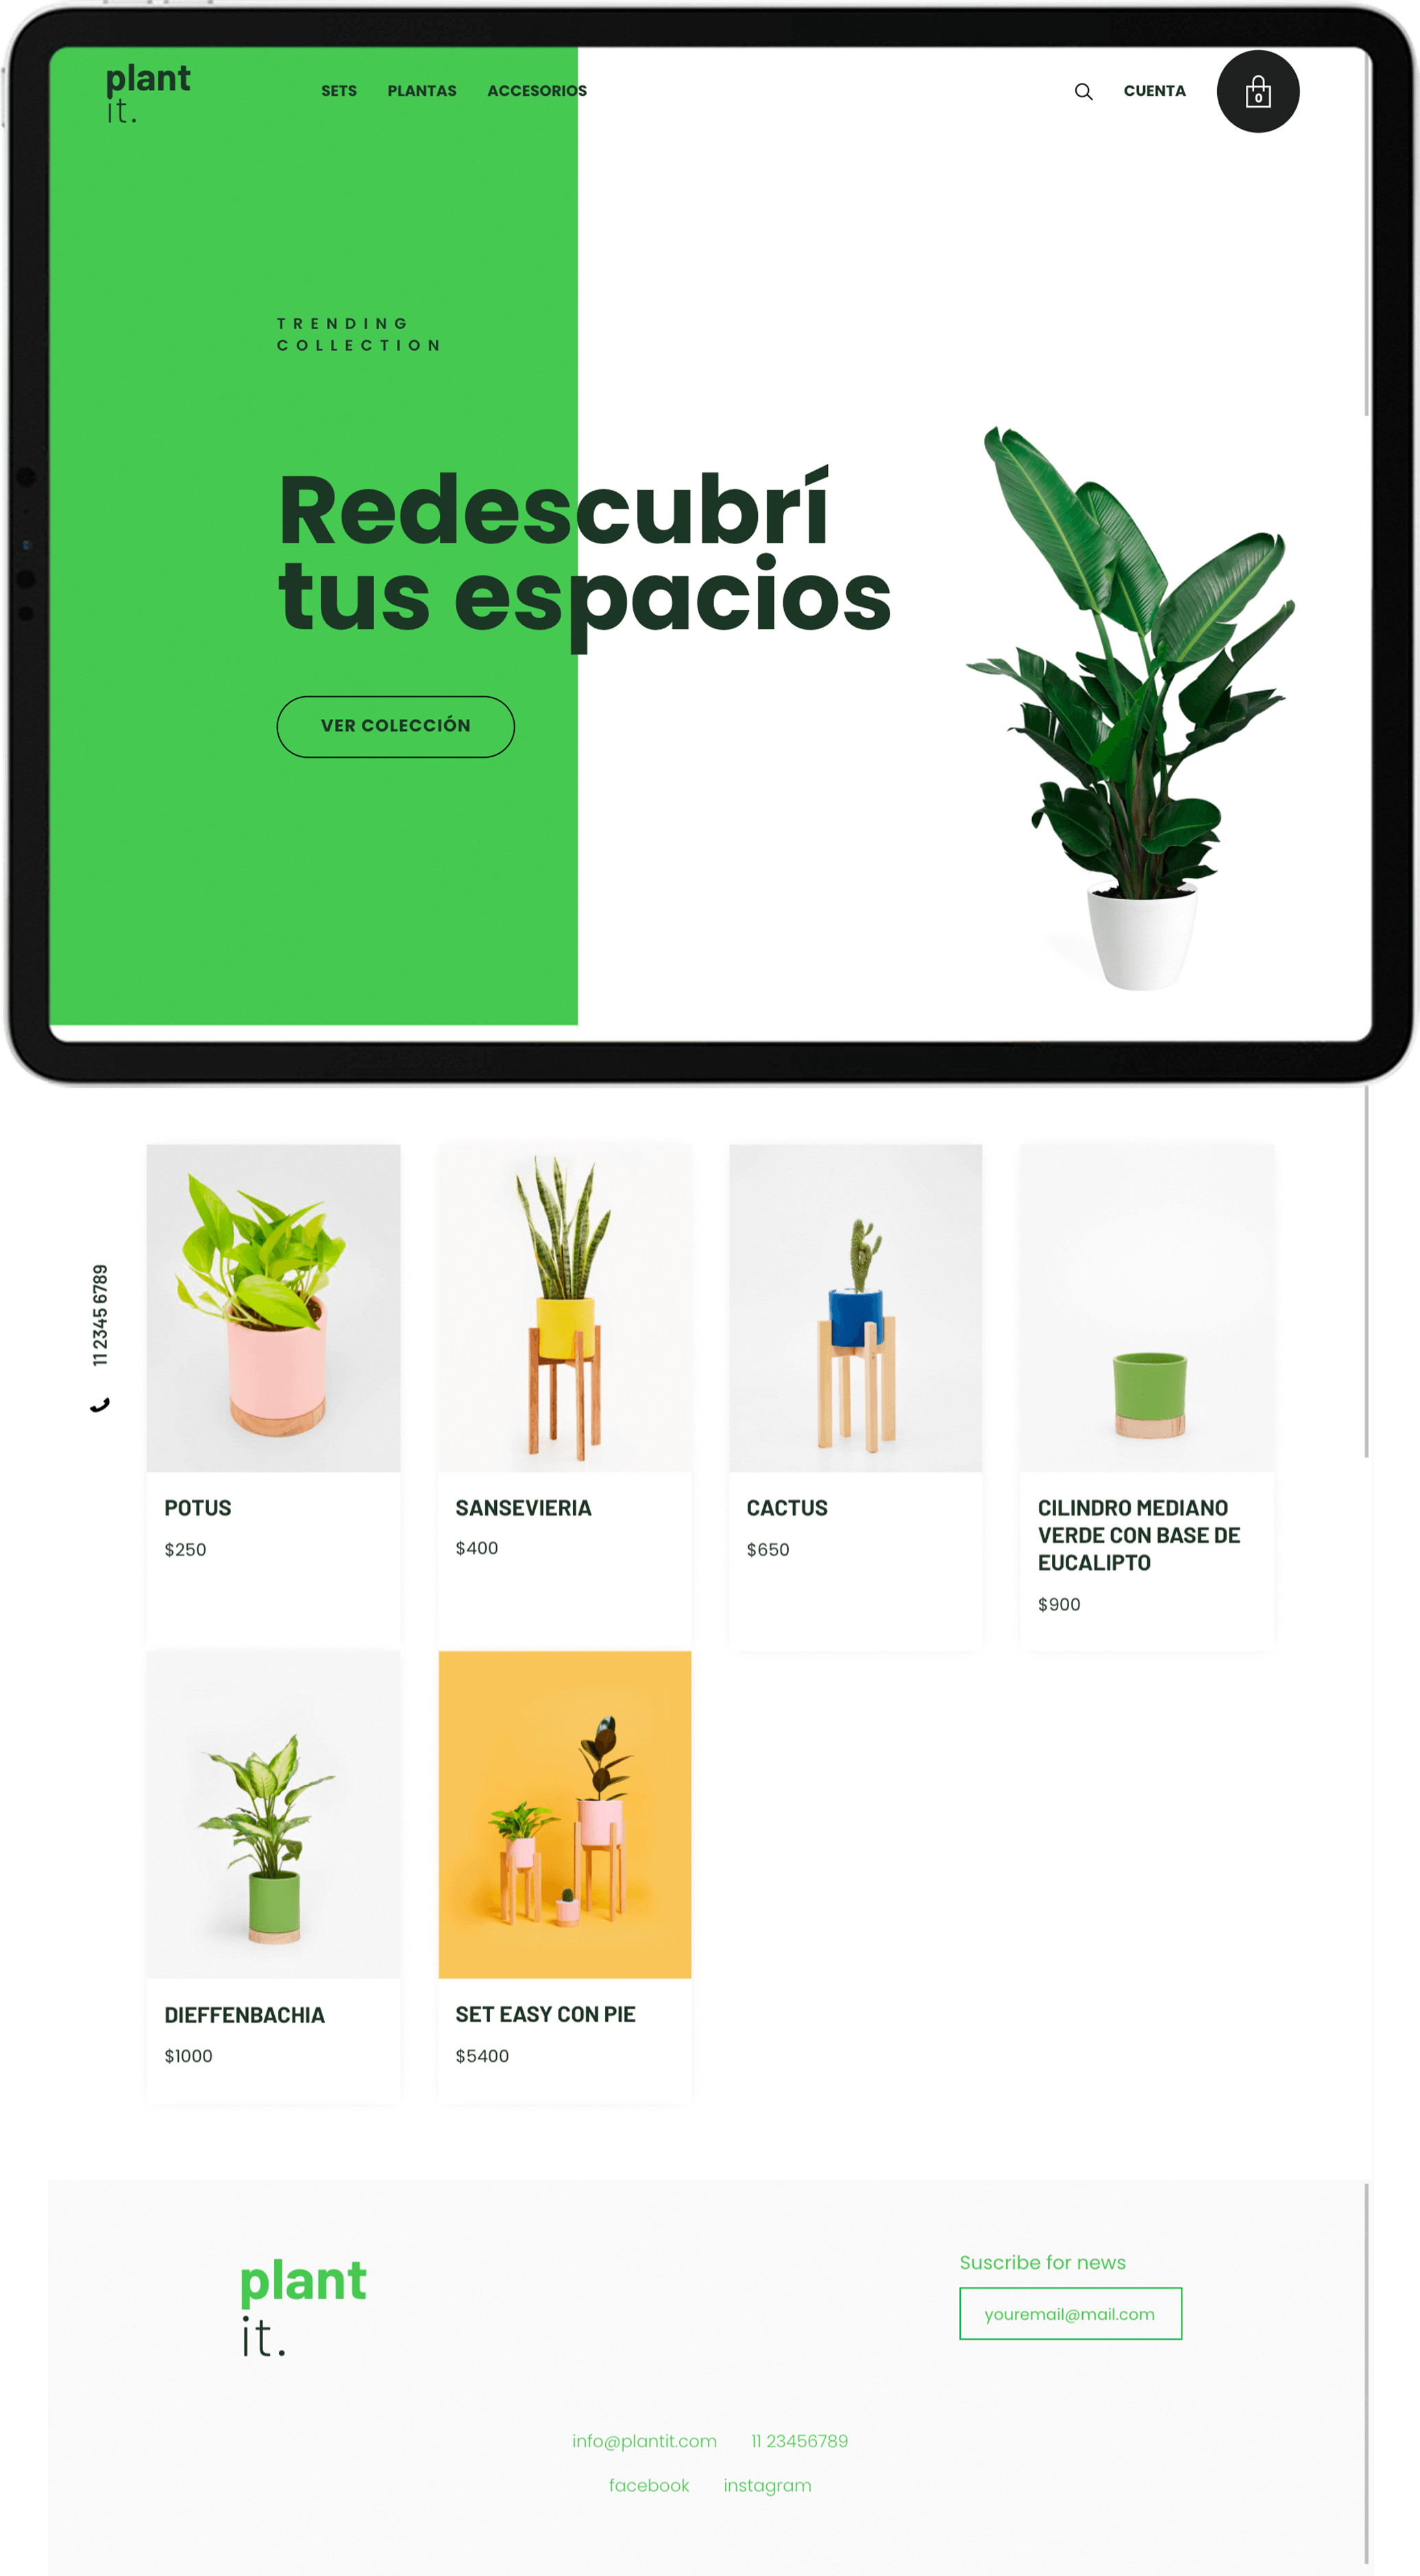 plant
it.
SETS PLANTAS ACCESORIOS
CUENTA
0
TRENDING
COLLECTION
Redescubrí
tus espacios
VER COLECCIÓN
11 2345 6789
POTUS
$250
SANSEVIERIA
$400
CACTUS
$650
CILINDRO MEDIANO
VERDE CON BASE DE
EUCALIPTO
$900
DIEFFENBACHIA
$1000
SET EASY CON PIE
$5400
plant
it.
Suscribe for news
youremail@mail.com
info@plantit.com 11 23456789
facebook instagram